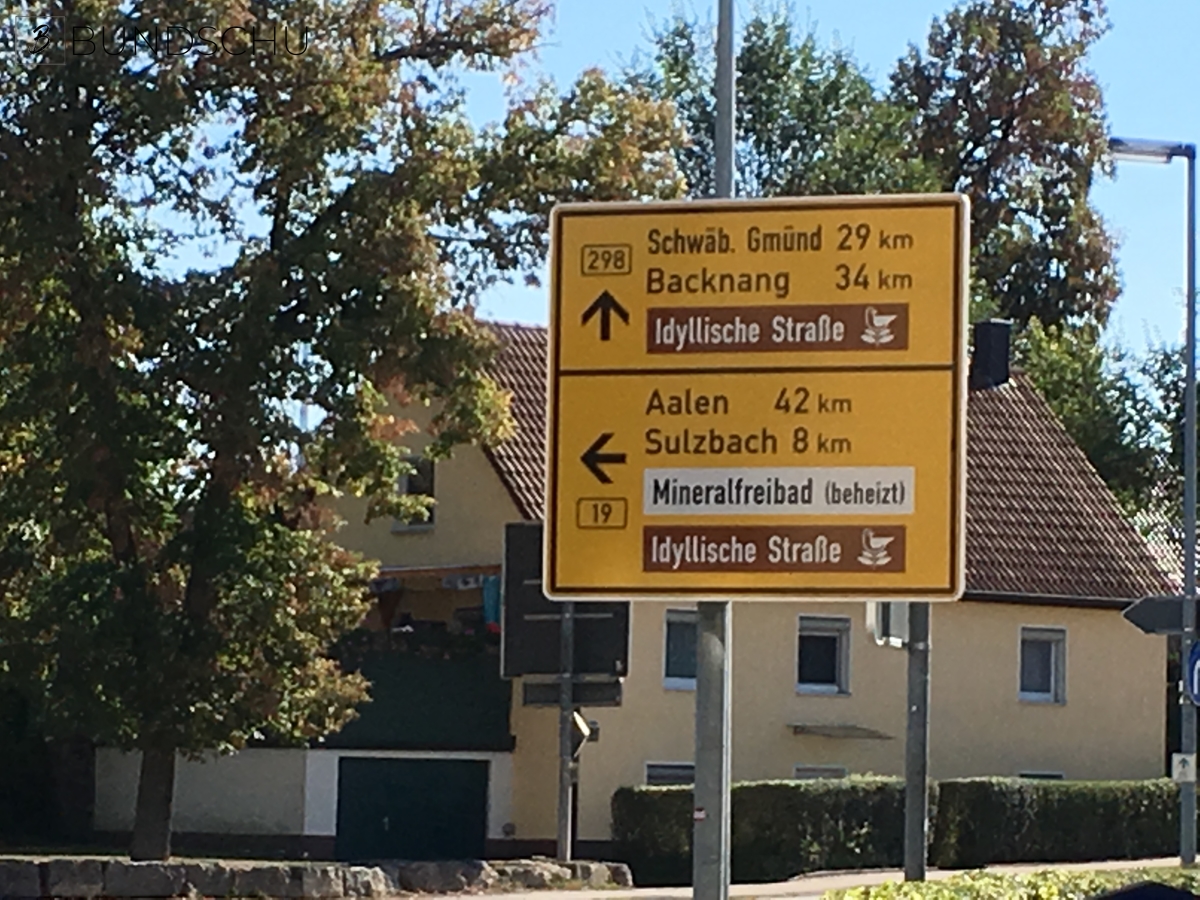 BUNDSCHU
298
Schwäb. Gmünd 29 km
Backnang 34 km
Idyllische Straße
Aalen 42 km
Sulzbach 8 km
19
Mineralfreibad (beheizt)
Idyllische Straße